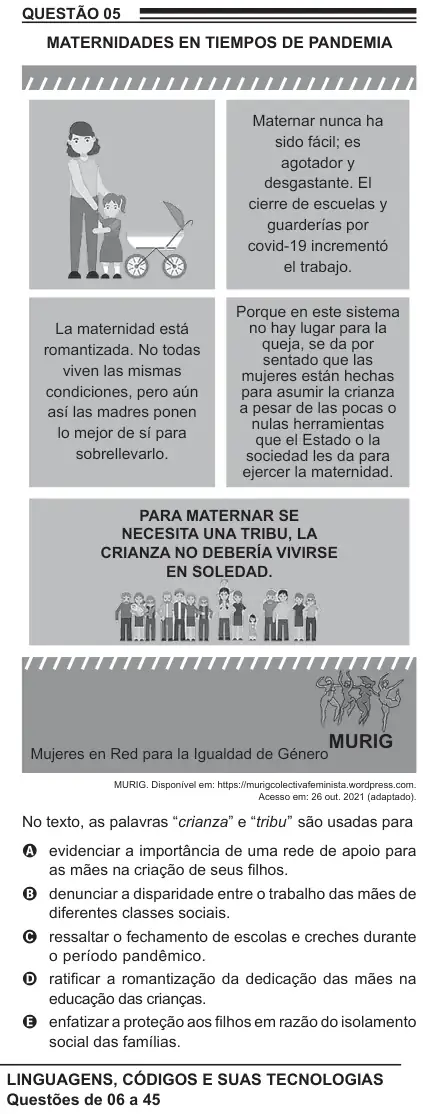 QUESTÃO 05
MATERNIDADES EN TIEMPOS DE PANDEMIA
Maternar nunca ha
sido fácil; es
agotador y
desgastante. El
cierre de escuelas y
guarderías por
covid-19 incrementó
el trabajo.
La maternidad está
romantizada. No todas
viven las mismas
condiciones, pero aún
así las madres ponen
lo mejor de sí para
sobrellevarlo.
Porque en este sistema
no hay lugar para la
queja, se da por
sentado que las
mujeres están hechas
para asumir la crianza
a pesar de las pocas o
nulas herramientas
que el Estado o la
sociedad les da para
ejercer la maternidad.
PARA MATERNAR SE
NECESITA UNA TRIBU, LA
CRIANZA NO DEBERÍA VIVIRSE
EN SOLEDAD.
MURIG
Mujeres en Red para la Igualdad de Género
MURIG. Disponível em: https://murigcolectivafeminista.wordpress.com.
Acesso em: 26 out. 2021 (adaptado).
No texto, as palavras “crianza” e “tribu” são usadas para
A evidenciar a importância de uma rede de apoio para
as mães na criação de seus filhos.
B denunciar a disparidade entre o trabalho das mães de
diferentes classes sociais.
C ressaltar o fechamento de escolas e creches durante
o período pandêmico.
D ratificar a romantização da dedicação das mães na
educação das crianças.
E enfatizar a proteção aos filhos em razão do isolamento
social das famílias.
LINGUAGENS, CÓDIGOS E SUAS TECNOLOGIAS
Questões de 06 a 45